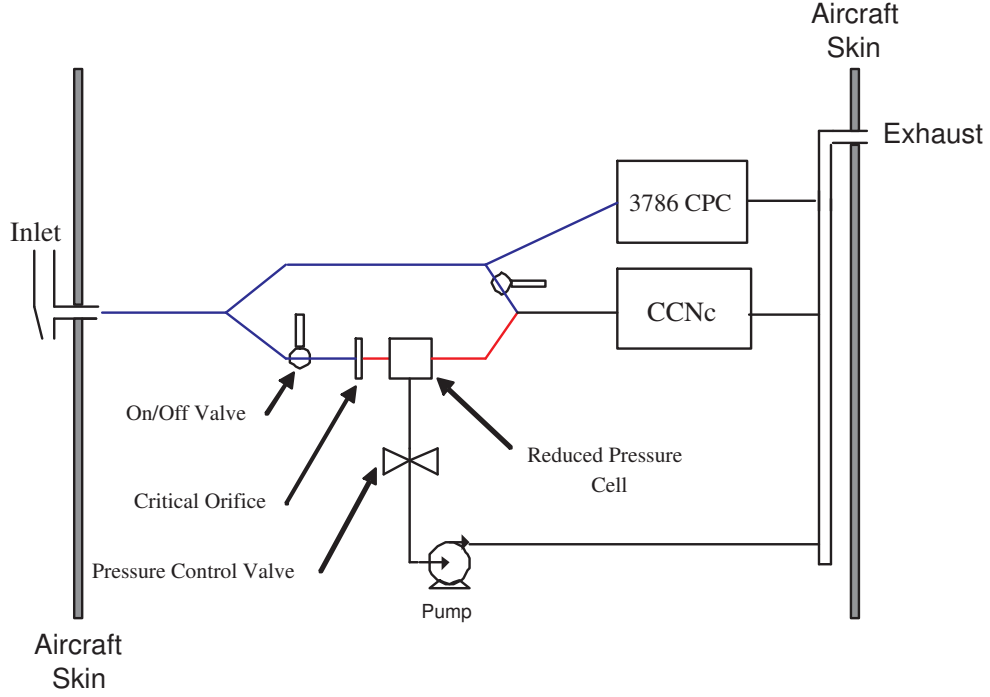 Aircraft
Skin
Exhaust
3786 CPC
Inlet
CCNc
On/Off Valve
Reduced Pressure
Cell
Critical Orifice
Pressure Control Valve
Pump
Aircraft
Skin